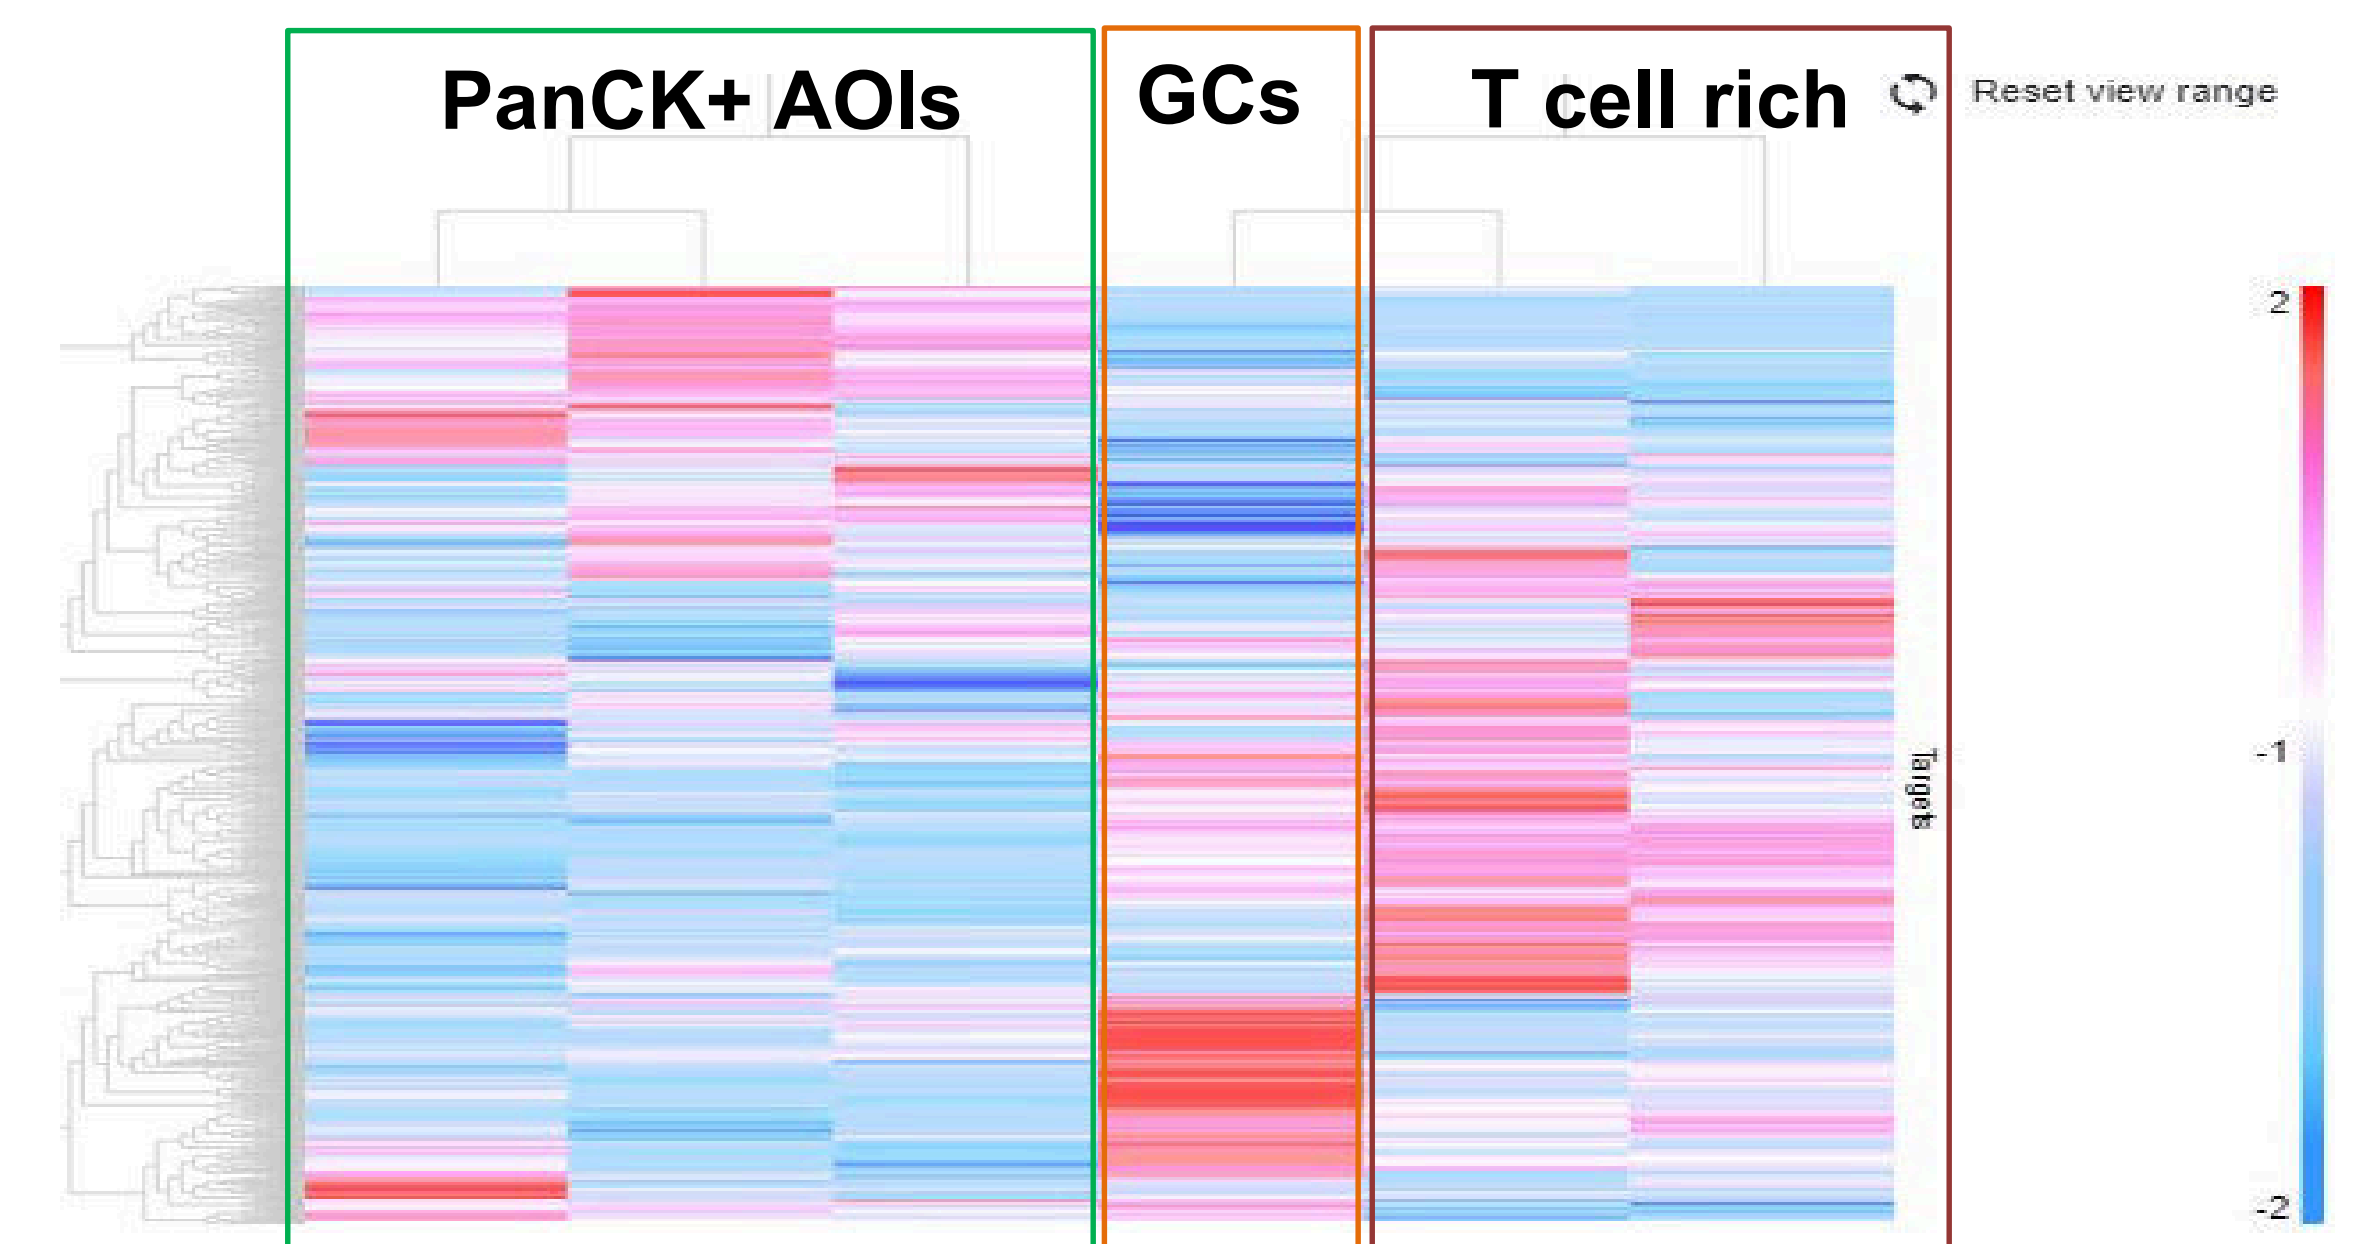 PanCK+ AOIs
GCs
T cell rich
Reset view range
2
-1
-2
Targets